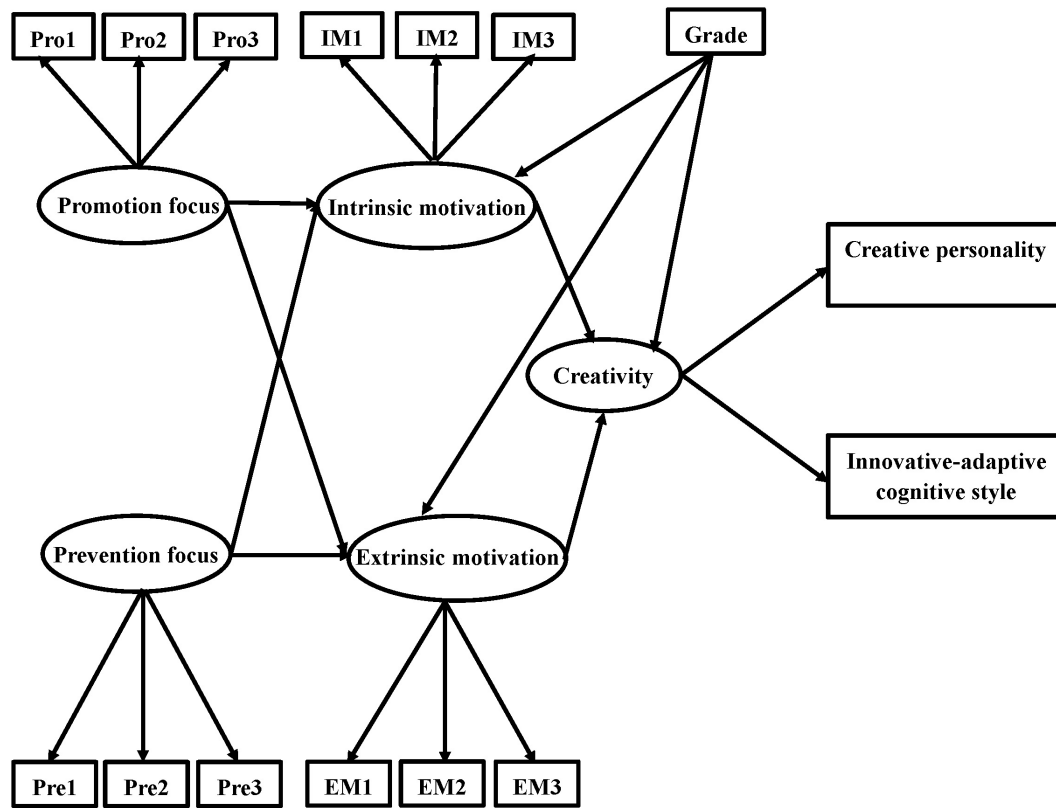 Pro1
Pro2
Pro3
IM1
IM2
IM3
Grade
Promotion focus
Intrinsic motivation
Creative personality
Creativity
Innovative-adaptive
cognitive style
Prevention focus
Extrinsic motivation
Pre1
Pre2
Pre3
EM1
EM2
EM3